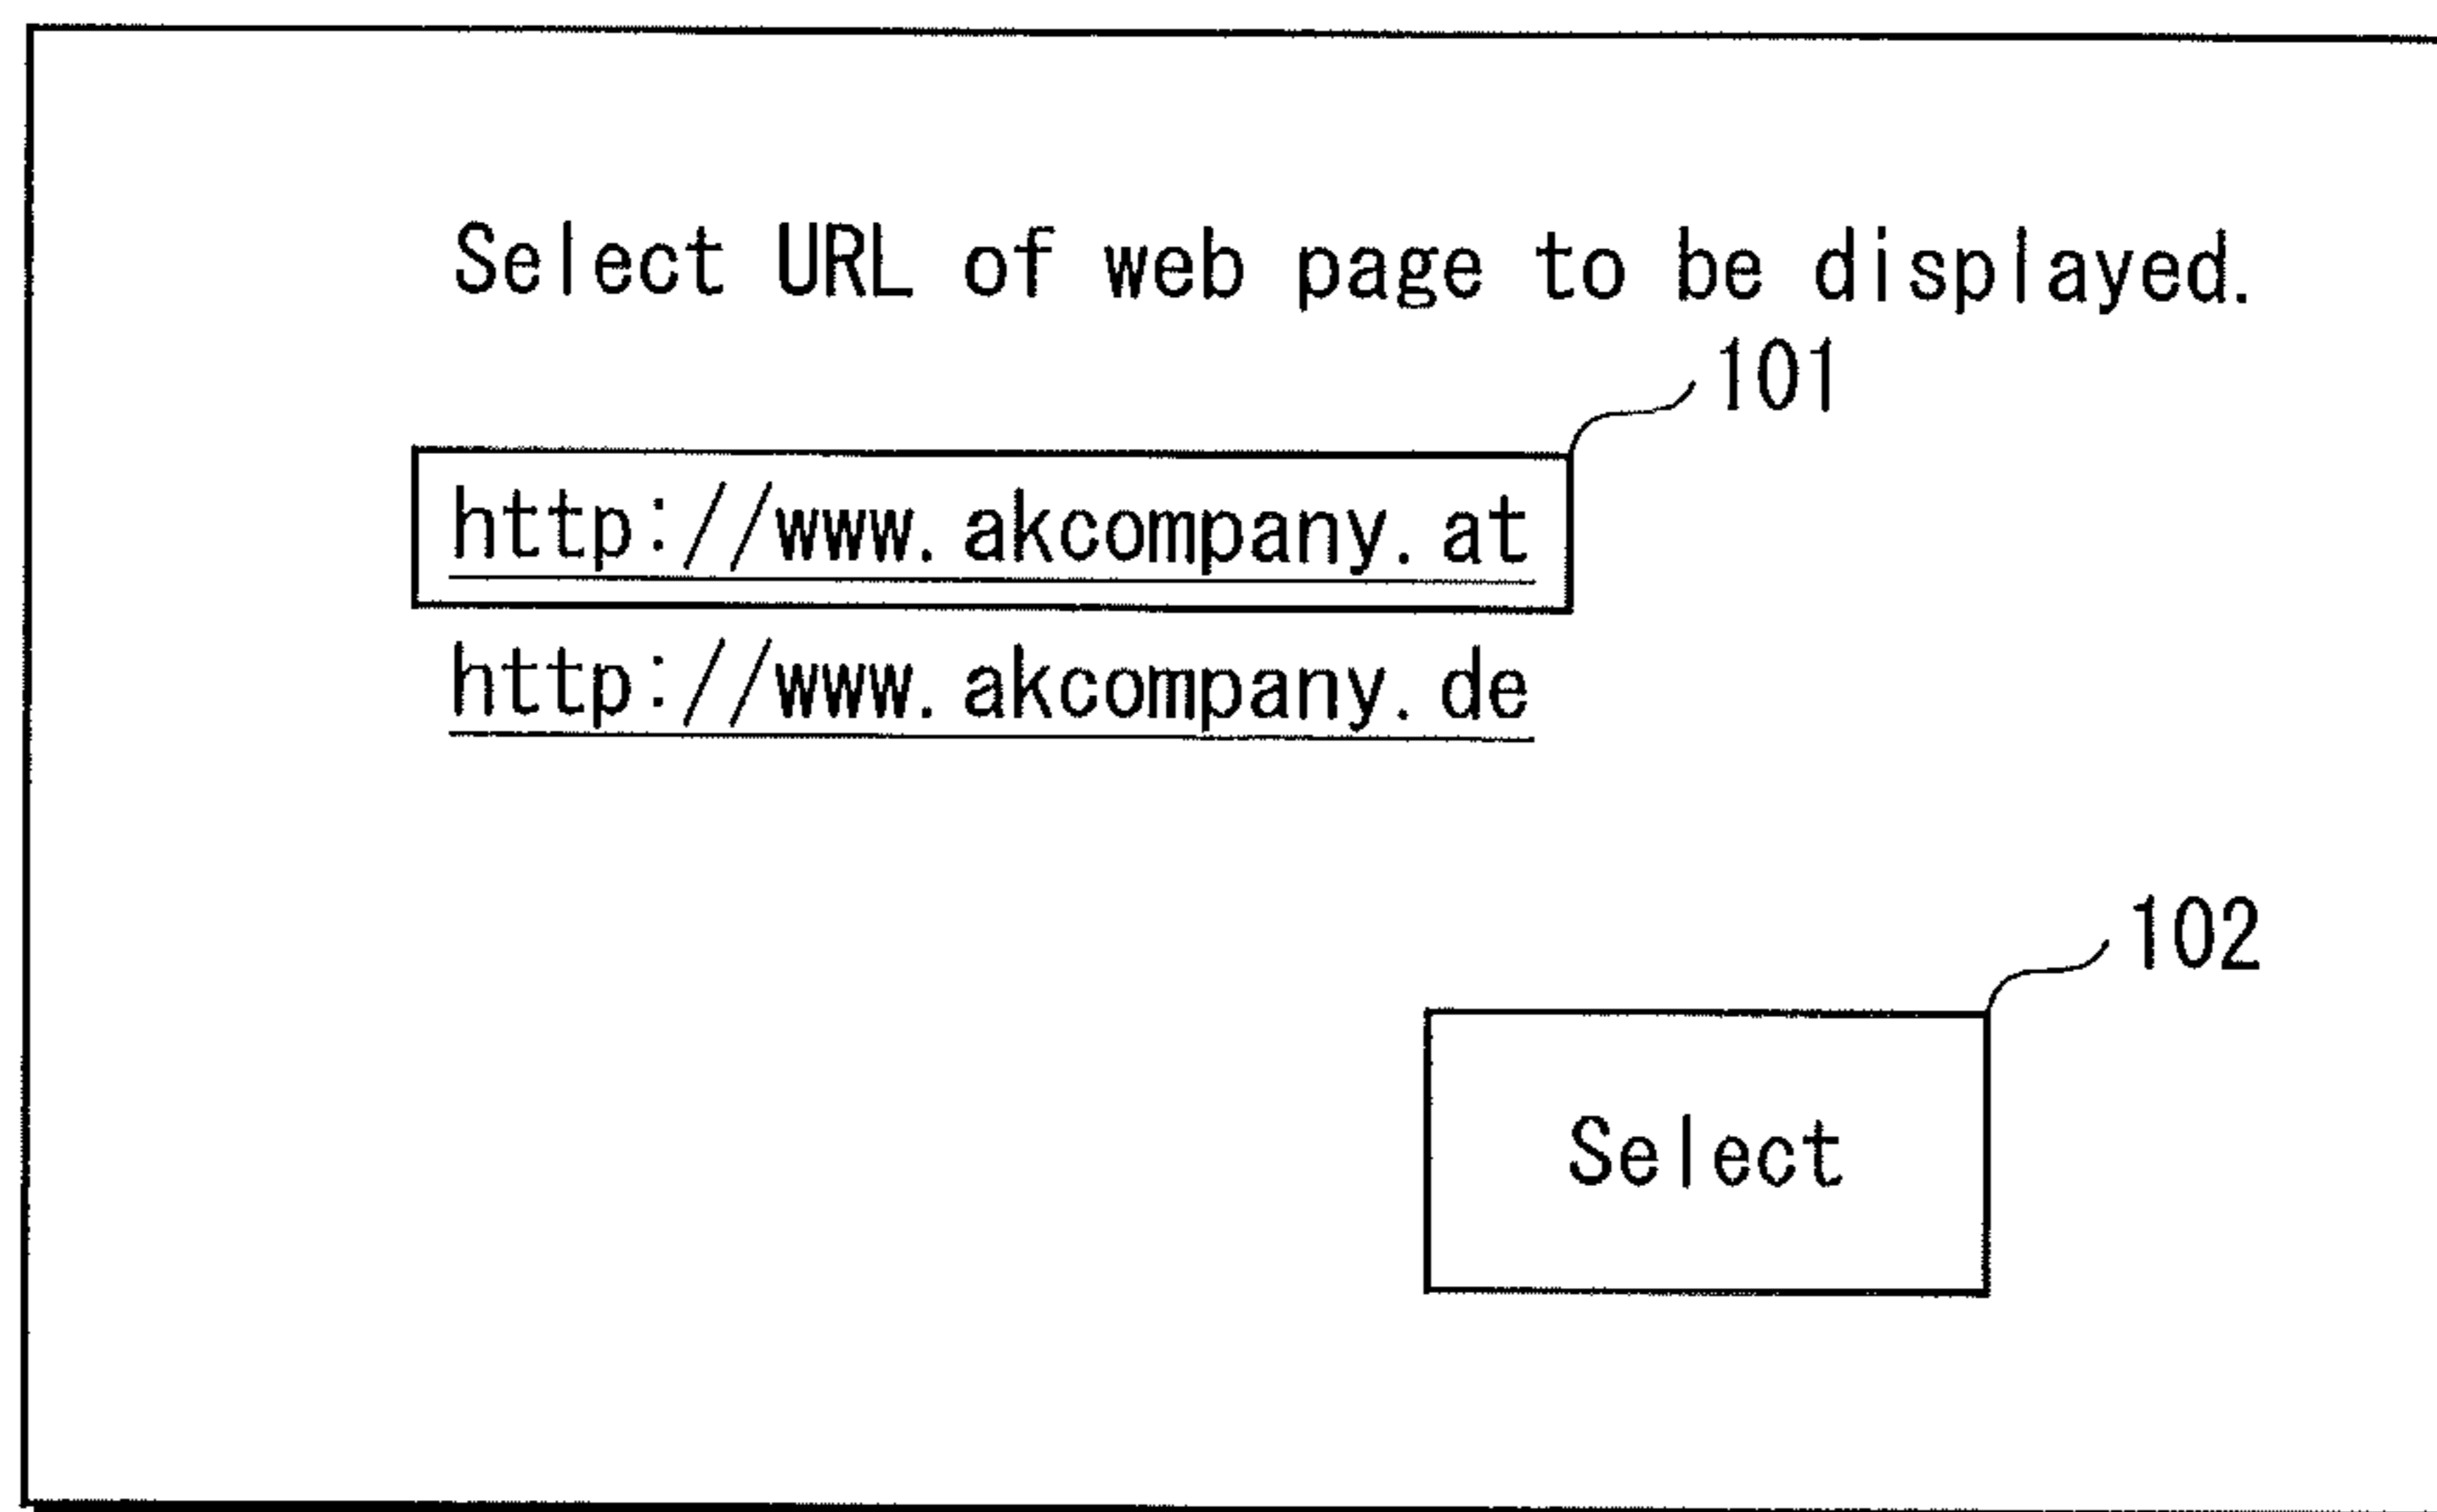 Select URL of web page to be displayed.
101
http://www.akcompany.at
http://www.akcompany.de
102
Select